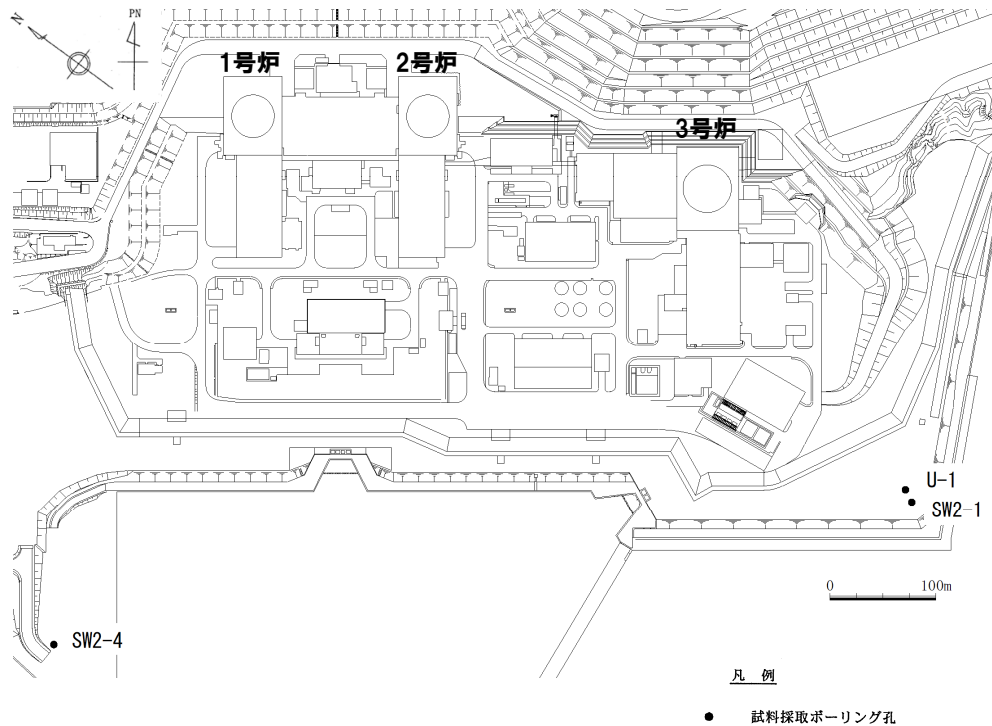 N
PN
1号炉
2号炉
3号炉
U-1
SW2-1
0 100m
SW2-4
凡 例
● 試料採取ボーリング孔